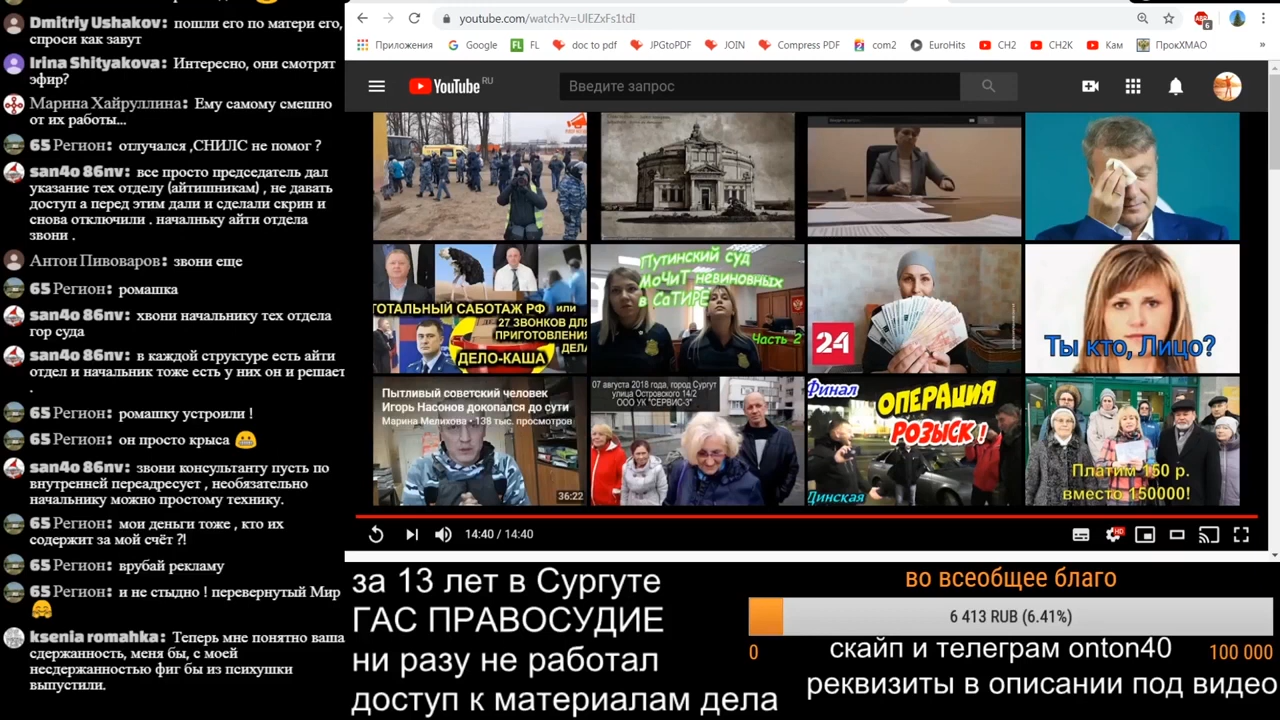 Dmitriy Ushakov: пошли его по матери его,
спроси как завут
Irina Shityakova: Интересно, они смотрят
эфир?
Марина Хайруллина: Ему самому смешно
от их работы...
65 Регион: отлучался ,СНИЛС не помог ?
san4o 86nv: все просто председатель дал
указание тех отделу (айтишникам) , не давать
доступ а перед этим дали и сделали скрин и
снова отключили . началньку айти отдела
звони .
Антон Пивоваров: звони еще
65 Регион: ромашка
san4o 86nv: хвони начальнику тех отдела
гор суда
san4o 86nv: в каждой структуре есть айти
отдел и начальник тоже есть у них он и решает
.
65 Регион: ромашку устроили !
65 Регион: он просто крыса
san4o 86nv: звони консультанту пусть по
внутренней переадресует , необязательно
начальнику можно простому технику.
65 Регион: мои деньги тоже , кто их
содержит за мой счёт ?!
65 Регион: врубай рекламу
65 Регион: и не стыдно ! перевернутый Мир
ksenia romahka: Теперь мне понятно ваша
сдержанность, меня бы, с моей
несдержанностью фиг бы из психушки
выпустили.
youtube.com/watch?v=UlEZxFs1tdI
6
Приложения Google FL FL doc to pdf JPGtoPDF JOIN Compress PDF com2 EuroHits CH2 CH2K Кам ПрокХМАО »
YouTube RU
Введите запрос
ТОТАЛЬНЫЙ САБОТАЖ РФ или
27 ЗВОНКОВ ДЛЯ
ПРИГОТОВЛЕНИЯ
ДЕЛА
ДЕЛО-КАША
Путинский суд
МоЧиТ невиновных
в СаТИРЕ
Часть 2
24
Ты кто, Лицо?
Пытливый советский человек
Игорь Насонов докопался до сути
Марина Мелихова • 138 тыс. просмотров
36:22
07 августа 2018 года, город Сургут
улица Островского 14/2
ООО УК "СЕРВИС-3"
Финал
ОПЕРАЦИЯ
РОЗЫСК !
Динская
Платим 150 р.
вместо 150000!
14:40 / 14:40
HD
за 13 лет в Сургуте
ГАС ПРАВОСУДИЕ
ни разу не работал
доступ к материалам дела
во всеобщее благо
6 413 RUB (6.41%)
0
100 000
скайп и телеграм onton40
реквизиты в описании под видео